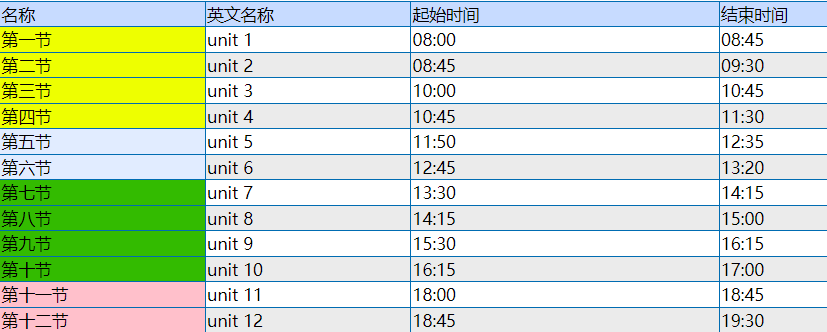 名称 英文名称 起始时间 结束时间
第一节 unit 1 08:00 08:45
第二节 unit 2 08:45 09:30
第三节 unit 3 10:00 10:45
第四节 unit 4 10:45 11:30
第五节 unit 5 11:50 12:35
第六节 unit 6 12:45 13:20
第七节 unit 7 13:30 14:15
第八节 unit 8 14:15 15:00
第九节 unit 9 15:30 16:15
第十节 unit 10 16:15 17:00
第十一节 unit 11 18:00 18:45
第十二节 unit 12 18:45 19:30